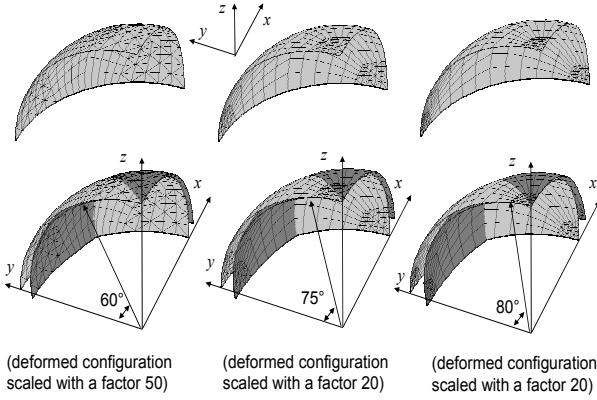 z
x
y
z
x
y
60°
z
x
y
75°
z
x
y
80°
(deformed configuration
scaled with a factor 50)
(deformed configuration
scaled with a factor 20)
(deformed configuration
scaled with a factor 20)